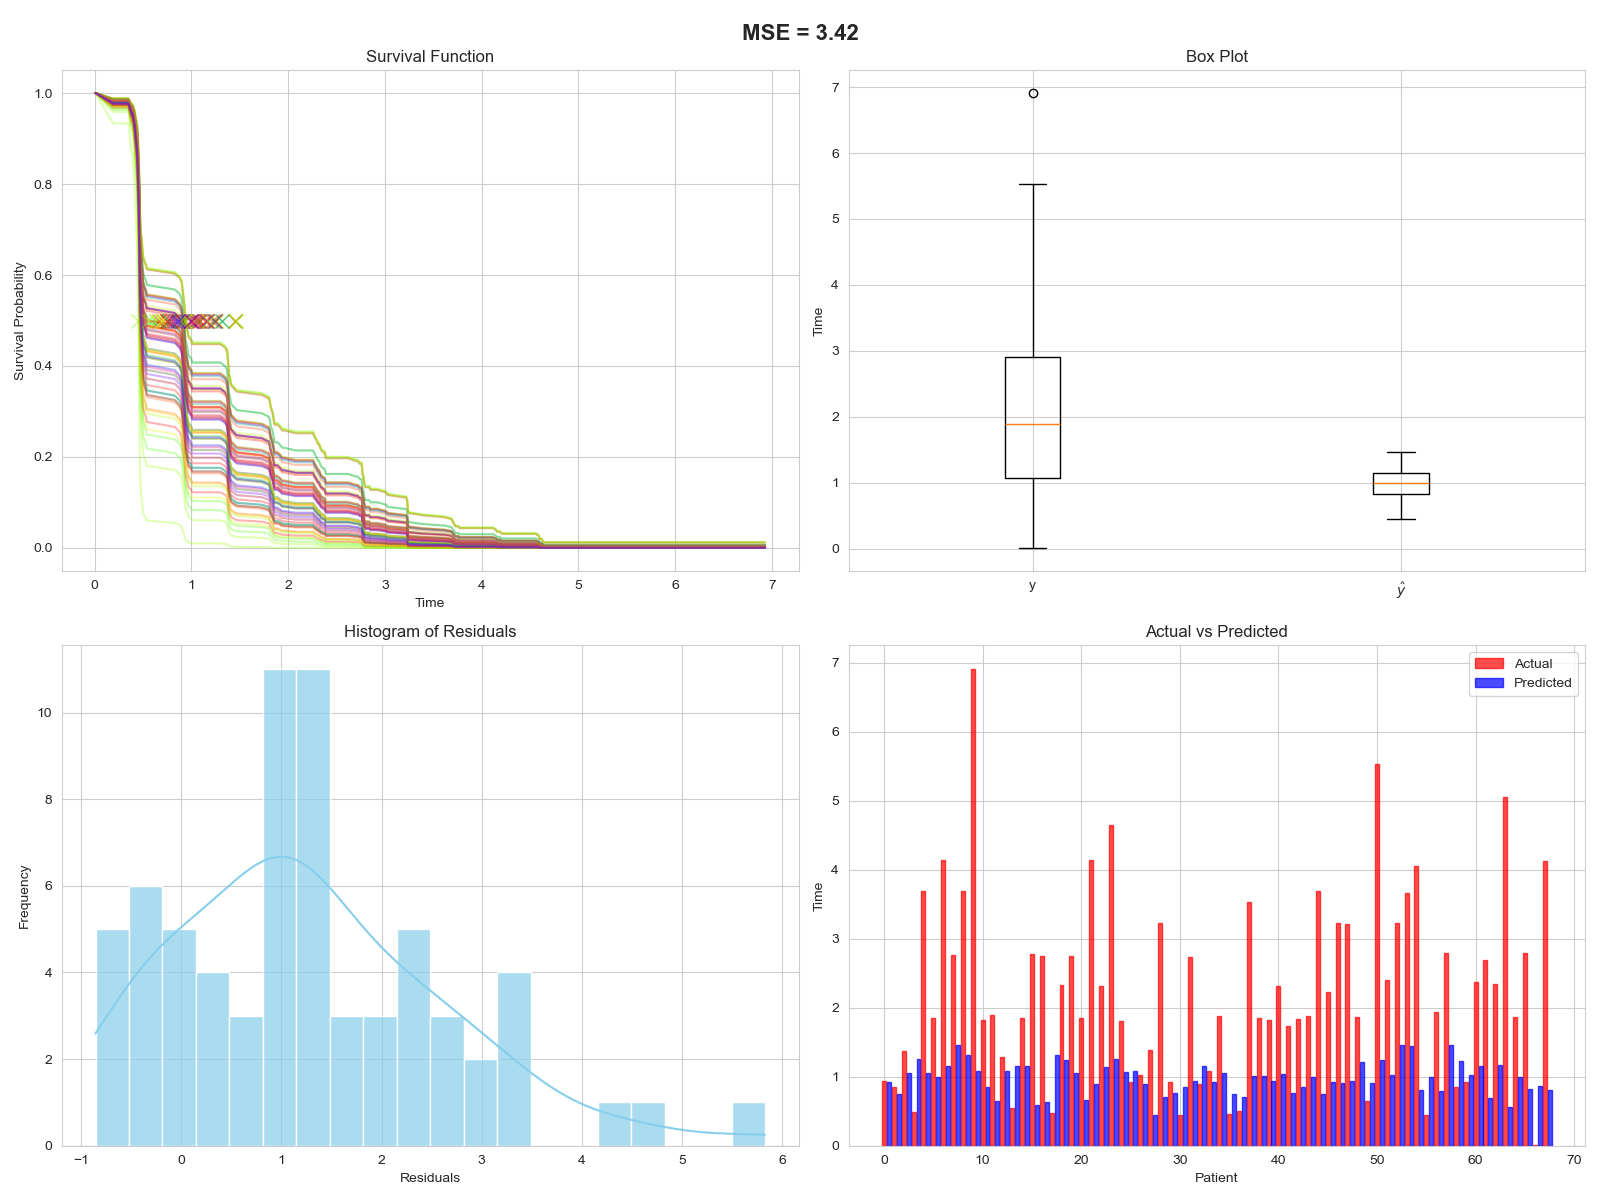 MSE = 3.42
Survival Function
1.0
0.8
0.6
0.4
0.2
0.0
Survival Probability
0 1 2 3 4 5 6 7
Time
Box Plot
7
6
5
4
3
2
1
0
Time
y ŷ
Histogram of Residuals
10
8
6
4
2
0
Frequency
−1 0 1 2 3 4 5 6
Residuals
Actual vs Predicted
7
6
5
4
3
2
1
0
Time
Actual
Predicted
0 10 20 30 40 50 60 70
Patient